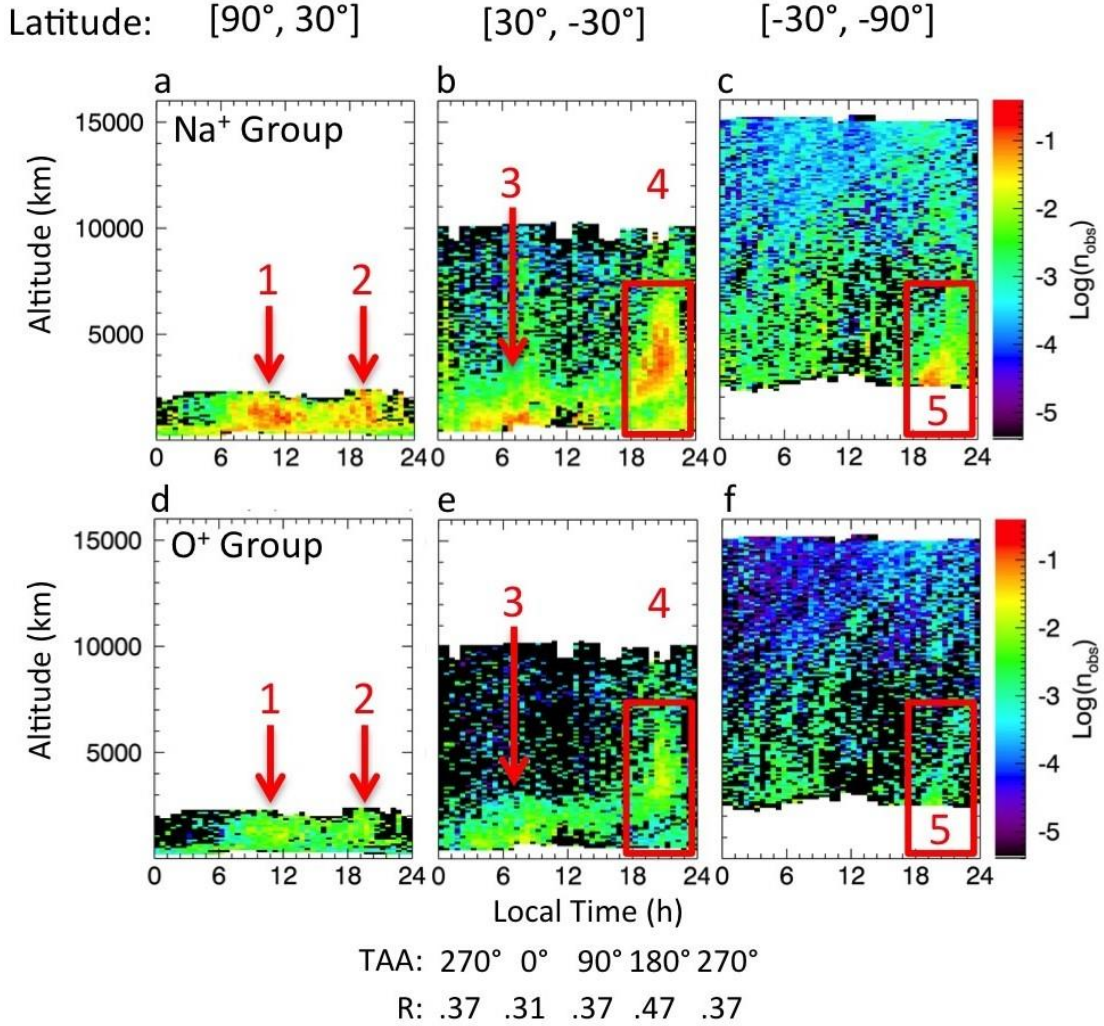 Latitude: [90°, 30°] [30°, -30°] [-30°, -90°]
a b c
Na⁺ Group
15000
10000
5000
Altitude (km)
1 2 3 4 5
0 6 12 18 24 0 6 12 18 24 0 6 12 18 24
-1
-2
-3
-4
-5
Log(n_obs)
d e f
O⁺ Group
15000
10000
5000
Altitude (km)
1 2 3 4 5
0 6 12 18 24 0 6 12 18 24 0 6 12 18 24
-1
-2
-3
-4
-5
Log(n_obs)
Local Time (h)
TAA: 270° 0° 90° 180° 270°
R: .37 .31 .37 .47 .37